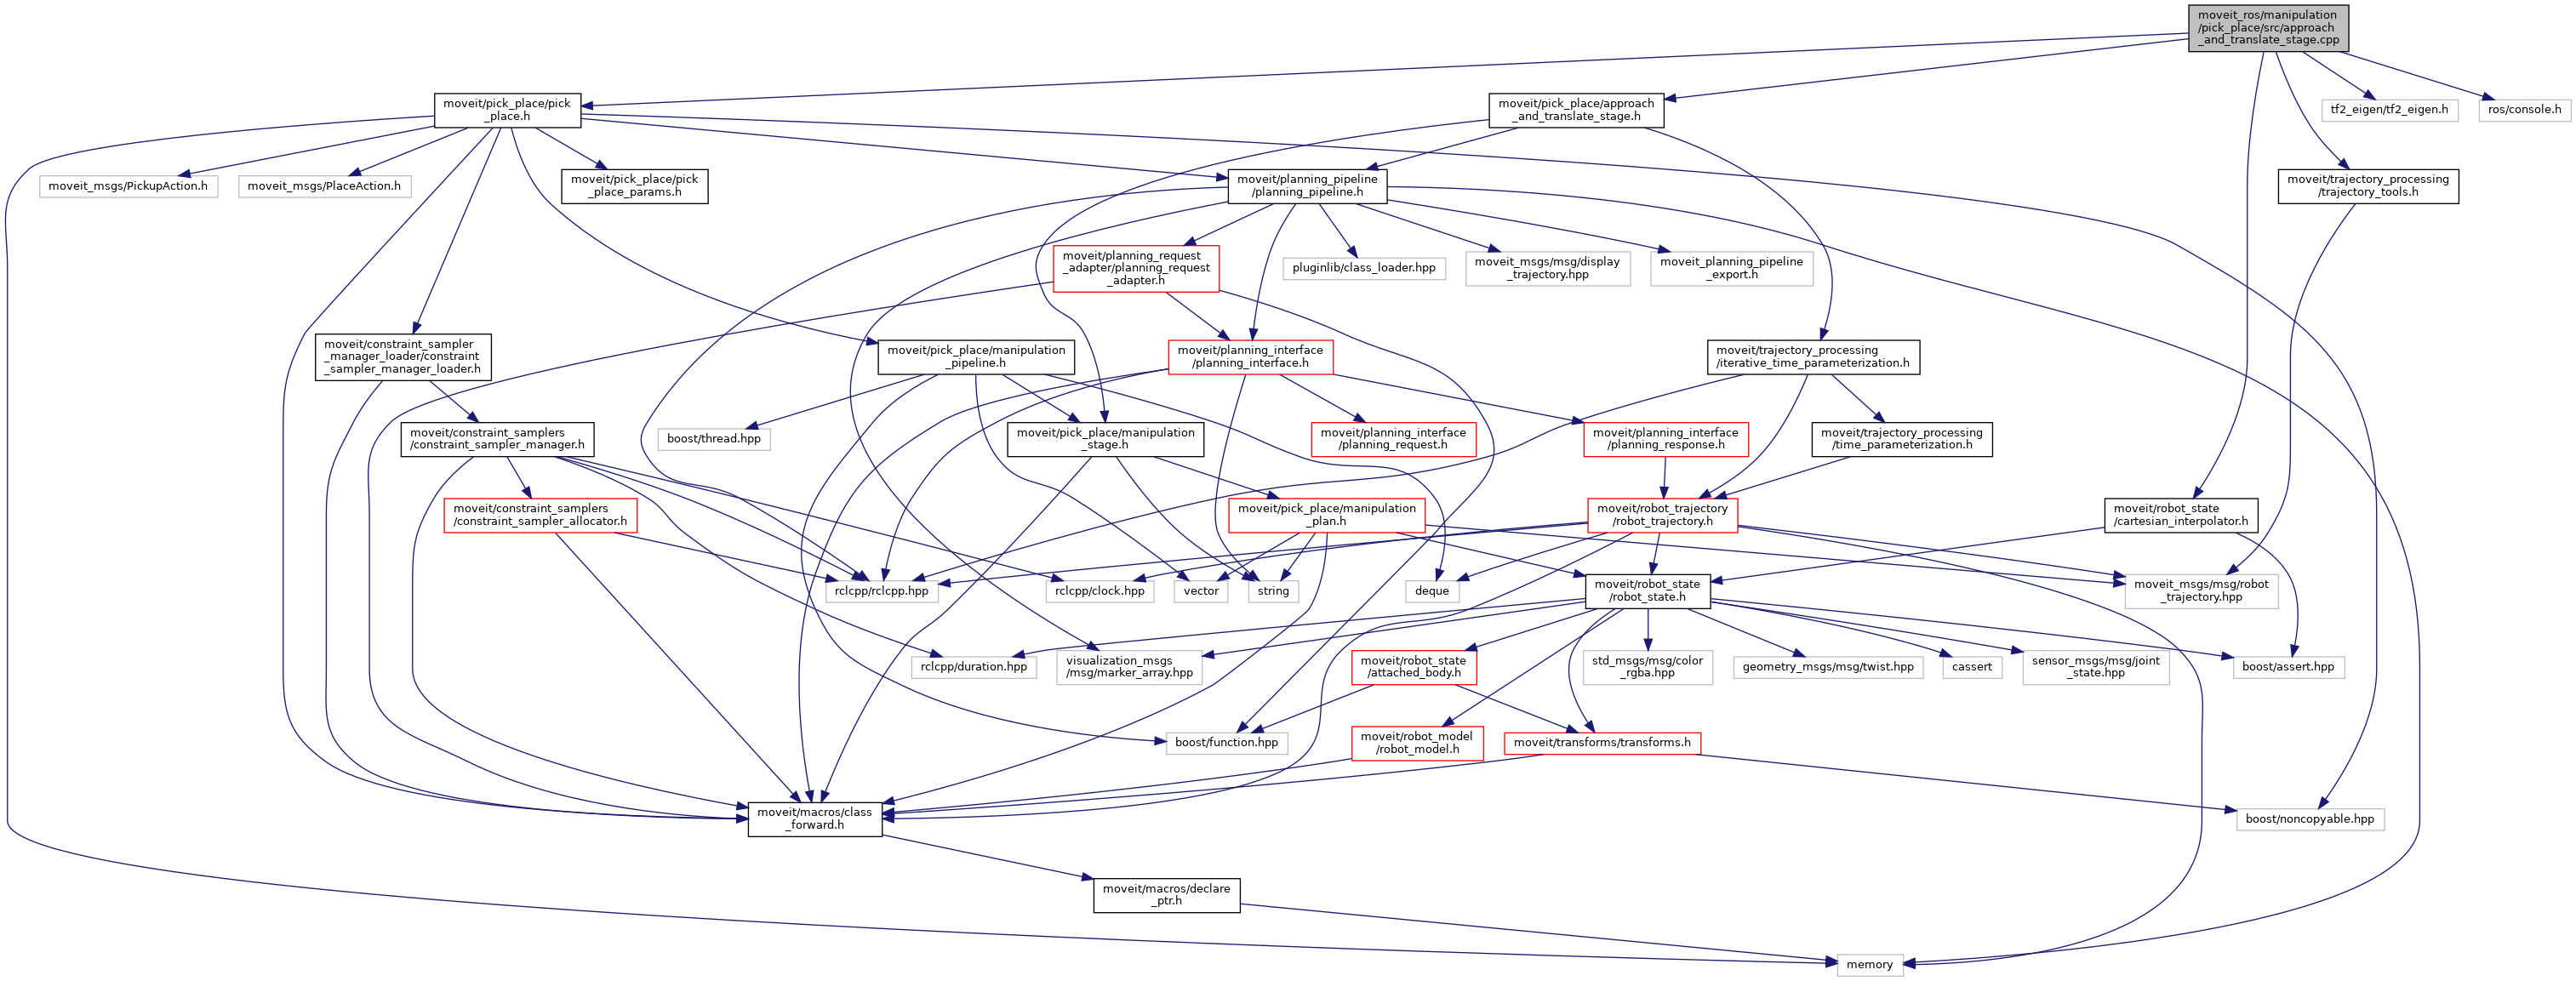 moveit_ros/manipulation
/pick_place/src/approach
_and_translate_stage.cpp
moveit/pick_place/pick
_place.h
moveit/pick_place/approach
_and_translate_stage.h
tf2_eigen/tf2_eigen.h
ros/console.h
moveit_msgs/PickupAction.h
moveit_msgs/PlaceAction.h
moveit/pick_place/pick
_place_params.h
moveit/planning_pipeline
/planning_pipeline.h
moveit/trajectory_processing
/trajectory_tools.h
moveit/planning_request
_adapter/planning_request
_adapter.h
pluginlib/class_loader.hpp
moveit_msgs/msg/display
_trajectory.hpp
moveit_planning_pipeline
_export.h
moveit/constraint_sampler
_manager_loader/constraint
_sampler_manager_loader.h
moveit/pick_place/manipulation
_pipeline.h
moveit/planning_interface
/planning_interface.h
moveit/trajectory_processing
/iterative_time_parameterization.h
moveit/constraint_samplers
/constraint_sampler_manager.h
boost/thread.hpp
moveit/pick_place/manipulation
_stage.h
moveit/planning_interface
/planning_request.h
moveit/planning_interface
/planning_response.h
moveit/trajectory_processing
/time_parameterization.h
moveit/constraint_samplers
/constraint_sampler_allocator.h
moveit/pick_place/manipulation
_plan.h
moveit/robot_trajectory
/robot_trajectory.h
moveit/robot_state
/cartesian_interpolator.h
rclcpp/rclcpp.hpp
rclcpp/clock.hpp
vector
string
deque
moveit/robot_state
/robot_state.h
moveit_msgs/msg/robot
_trajectory.hpp
rclcpp/duration.hpp
visualization_msgs
/msg/marker_array.hpp
moveit/robot_state
/attached_body.h
std_msgs/msg/color
_rgba.hpp
geometry_msgs/msg/twist.hpp
cassert
sensor_msgs/msg/joint
_state.hpp
boost/assert.hpp
boost/function.hpp
moveit/robot_model
/robot_model.h
moveit/transforms/transforms.h
moveit/macros/class
_forward.h
boost/noncopyable.hpp
moveit/macros/declare
_ptr.h
memory